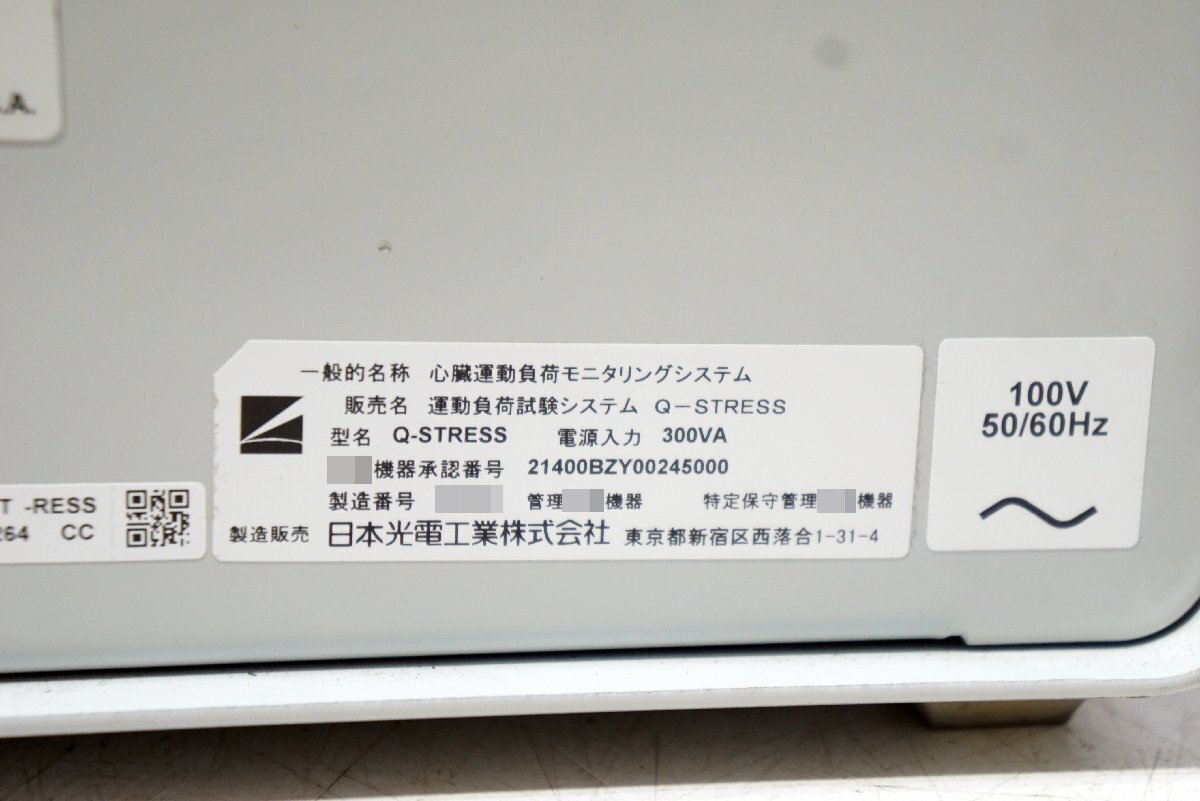 .A.
一般的名称 心臓運動負荷モニタリングシステム
販売名 運動負荷試験システム Q-STRESS
型名 Q-STRESS 電源入力 300VA
機器承認番号 21400BZY00245000
製造番号 管理 機器 特定保守管理 機器
製造販売 日本光電工業株式会社 東京都新宿区西落合1-31-4
100V
50/60Hz
T -RESS
264 CC